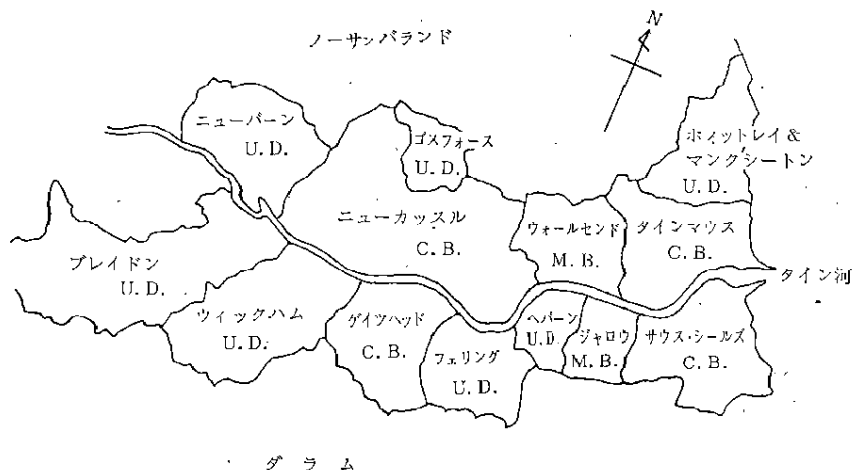 ノーサンバランド
N
ニューバーン
U. D.
ゴスフォース
U. D.
ホイットレイ&
マンクシートン
U. D.
ニューカッスル
C. B.
ウォールセンド
M. B.
タインマウス
C. B.
ブレイドン
U. D.
タイン河
ウィックハム
U. D.
ゲイツヘッド
C. B.
フェリング
U. D.
ヘバーン
U. D.
ジャロウ
M. B.
サウス・シールズ
C. B.
ダラム